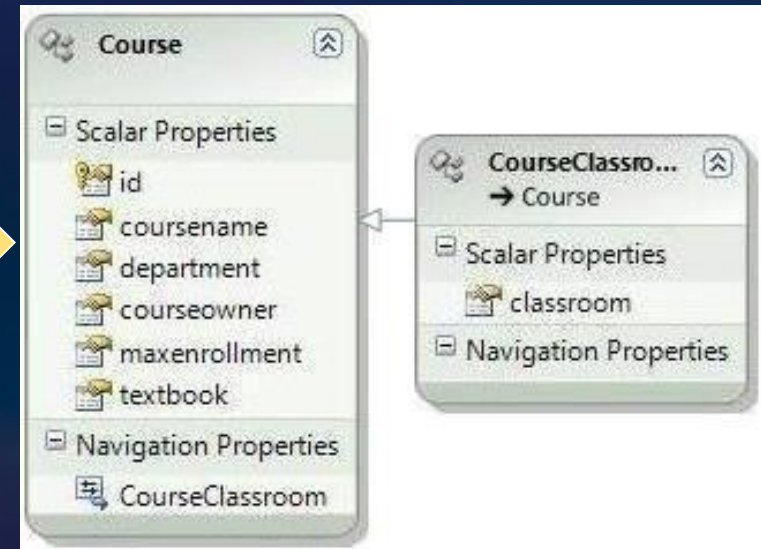 Course
Scalar Properties
id
coursename
department
courseowner
maxenrollment
textbook
Navigation Properties
CourseClassroom
CourseClassro...
→ Course
Scalar Properties
classroom
Navigation Properties